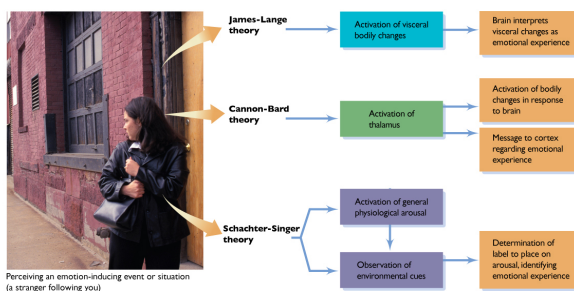 James-Lange
theory
Activation of visceral
bodily changes
Brain interprets
visceral changes as
emotional experience
Cannon-Bard
theory
Activation of
thalamus
Activation of bodily
changes in response
to brain
Message to cortex
regarding emotional
experience
Schachter-Singer
theory
Activation of general
physiological arousal
Observation of
environmental cues
Determination of
label to place on
arousal, identifying
emotional experience
Perceiving an emotion-inducing event or situation
(a stranger following you)